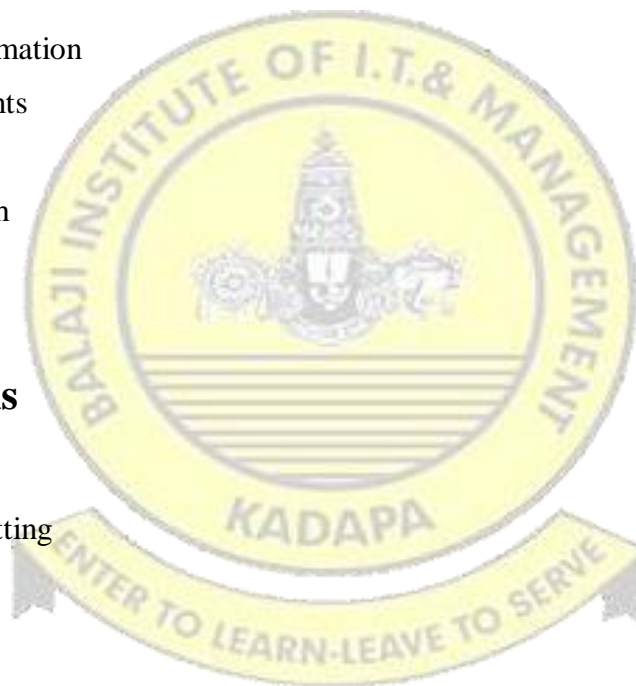 mation
nts
n
s
tting
BALAJI INSTITUTE OF I.T.& MANAGEMENT
KADAPA
ENTER TO LEARN-LEAVE TO SERVE